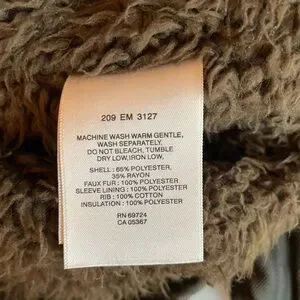 209 EM 3127
MACHINE WASH WARM GENTLE,
WASH SEPARATELY.
DO NOT BLEACH, TUMBLE
DRY LOW,IRON LOW,
SHELL : 65% POLYESTER,
35% RAYON
FAUX FUR : 100% POLYESTER
SLEEVE LINING : 100% POLYESTER
RIB : 100% COTTON
INSULATION : 100% POLYESTER
RN 69724
CA 05367